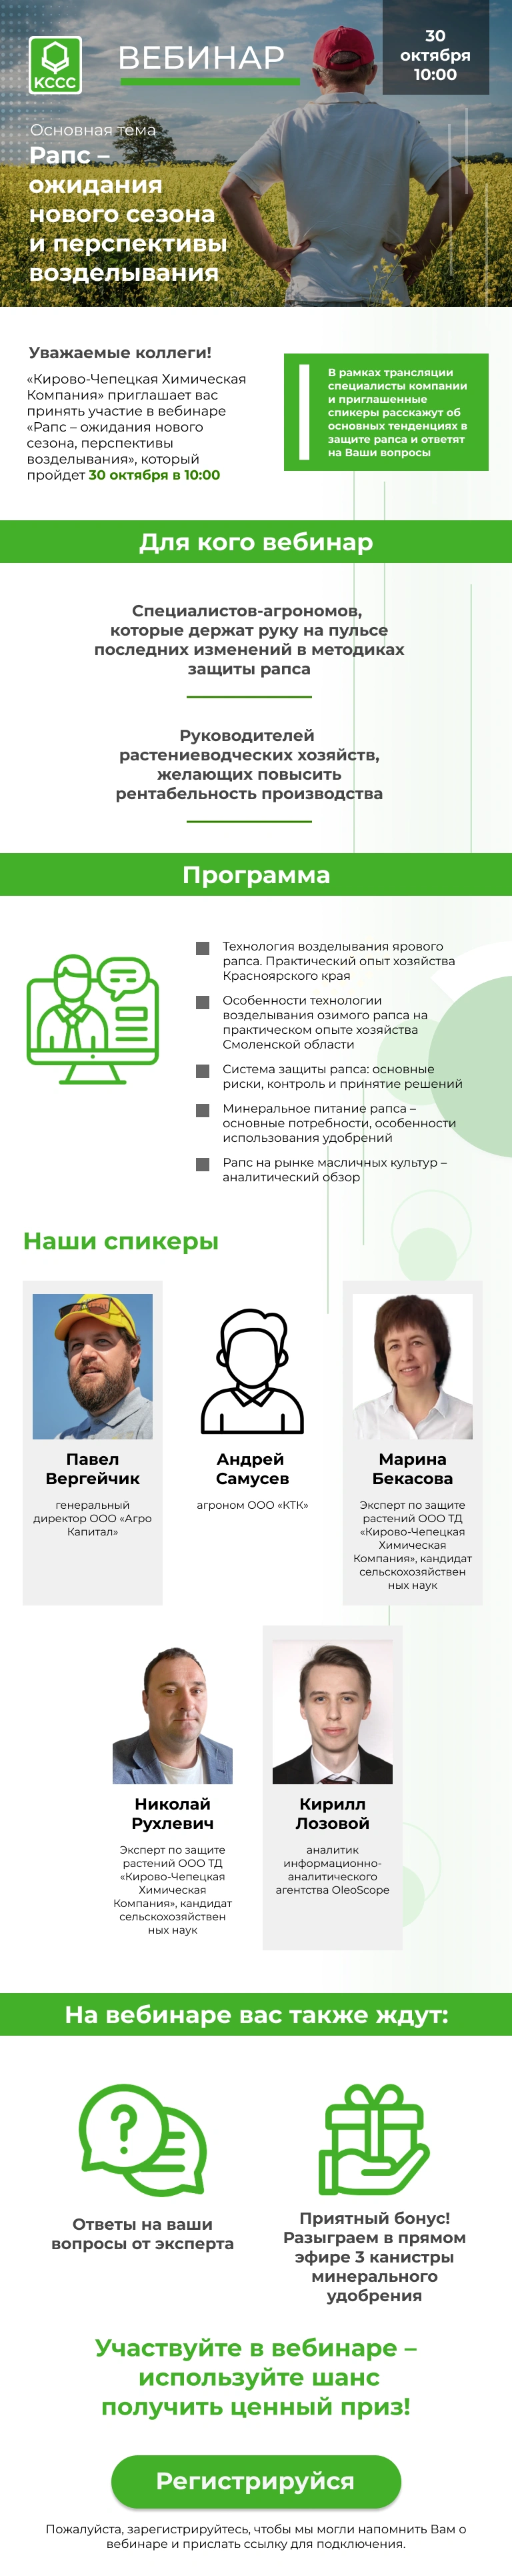 КССС
ВЕБИНАР
30
октября
10:00
Основная тема
Рапс –
ожидания
нового сезона
и перспективы
возделывания
Уважаемые коллеги!
«Кирово-Чепецкая Химическая
Компания» приглашает вас
принять участие в вебинаре
«Рапс – ожидания нового
сезона, перспективы
возделывания», который
пройдет 30 октября в 10:00
В рамках трансляции
специалисты компании
и приглашенные
спикеры расскажут об
основных тенденциях в
защите рапса и ответят
на Ваши вопросы
Для кого вебинар
Специалистов-агрономов,
которые держат руку на пульсе
последних изменений в методиках
защиты рапса
Руководителей
растениеводческих хозяйств,
желающих повысить
рентабельность производства
Программа
Технология возделывания ярового
рапса. Практический опыт хозяйства
Красноярского края
Особенности технологии
возделывания озимого рапса на
практическом опыте хозяйства
Смоленской области
Система защиты рапса: основные
риски, контроль и принятие решений
Минеральное питание рапса –
основные потребности, особенности
использования удобрений
Рапс на рынке масличных культур –
аналитический обзор
Наши спикеры
Павел
Вергейчик
генеральный
директор ООО «Агро
Капитал»
Андрей
Самусев
агроном ООО «КТК»
Марина
Бекасова
Эксперт по защите
растений ООО ТД
«Кирово-Чепецкая
Химическая
Компания», кандидат
сельскохозяйствен
ных наук
Николай
Рухлевич
Эксперт по защите
растений ООО ТД
«Кирово-Чепецкая
Химическая
Компания», кандидат
сельскохозяйствен
ных наук
Кирилл
Лозовой
аналитик
информационно-
аналитического
агентства OleoScope
На вебинаре вас также ждут:
Ответы на ваши
вопросы от эксперта
Приятный бонус!
Разыграем в прямом
эфире 3 канистры
минерального
удобрения
Участвуйте в вебинаре –
используйте шанс
получить ценный приз!
Регистрируйся
Пожалуйста, зарегистрируйтесь, чтобы мы могли напомнить Вам о
вебинаре и прислать ссылку для подключения.